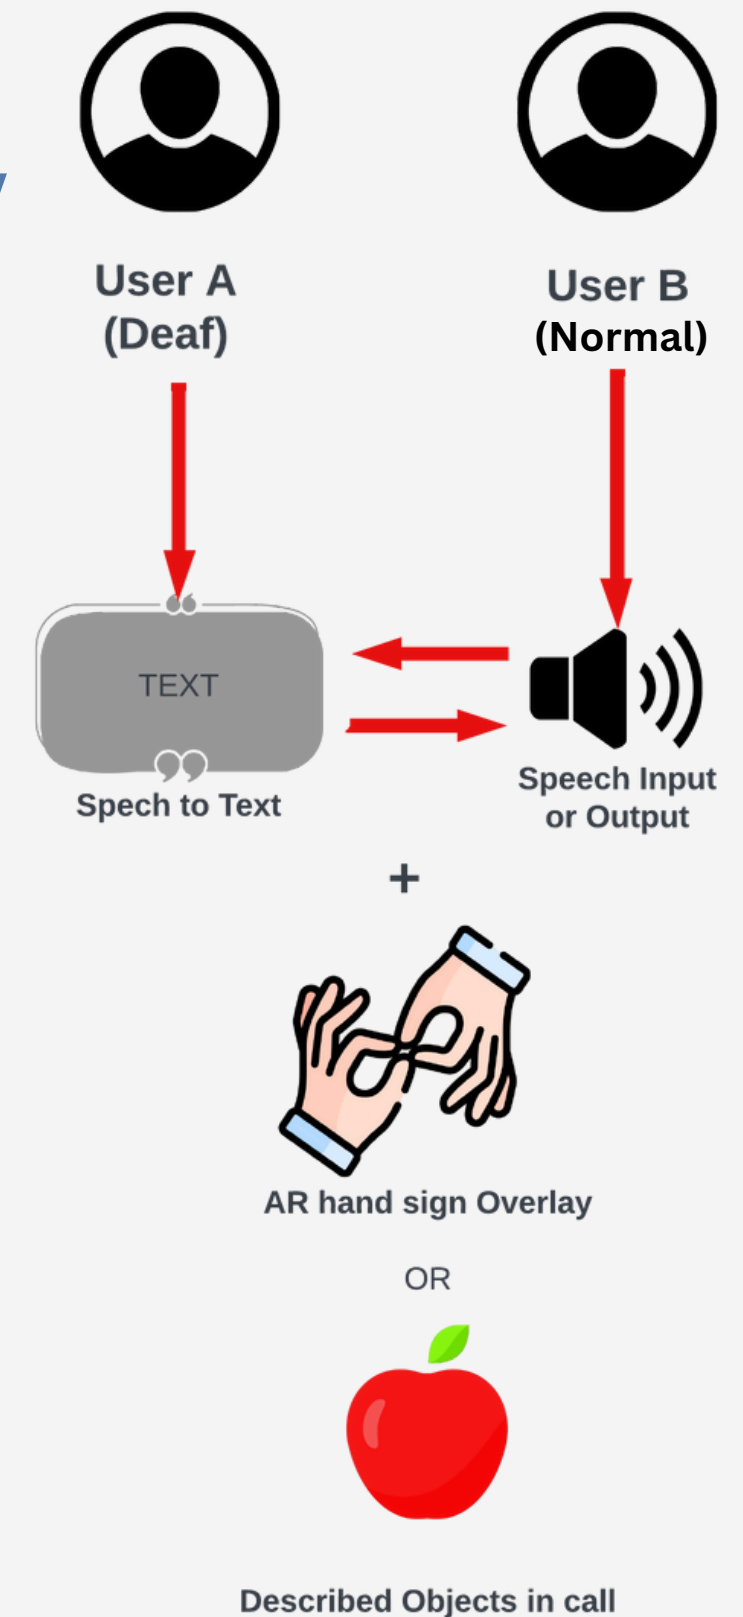 User A
(Deaf)
User B
(Normal)
TEXT
Spech to Text
Speech Input
or Output
+
AR hand sign Overlay
OR
Described Objects in call